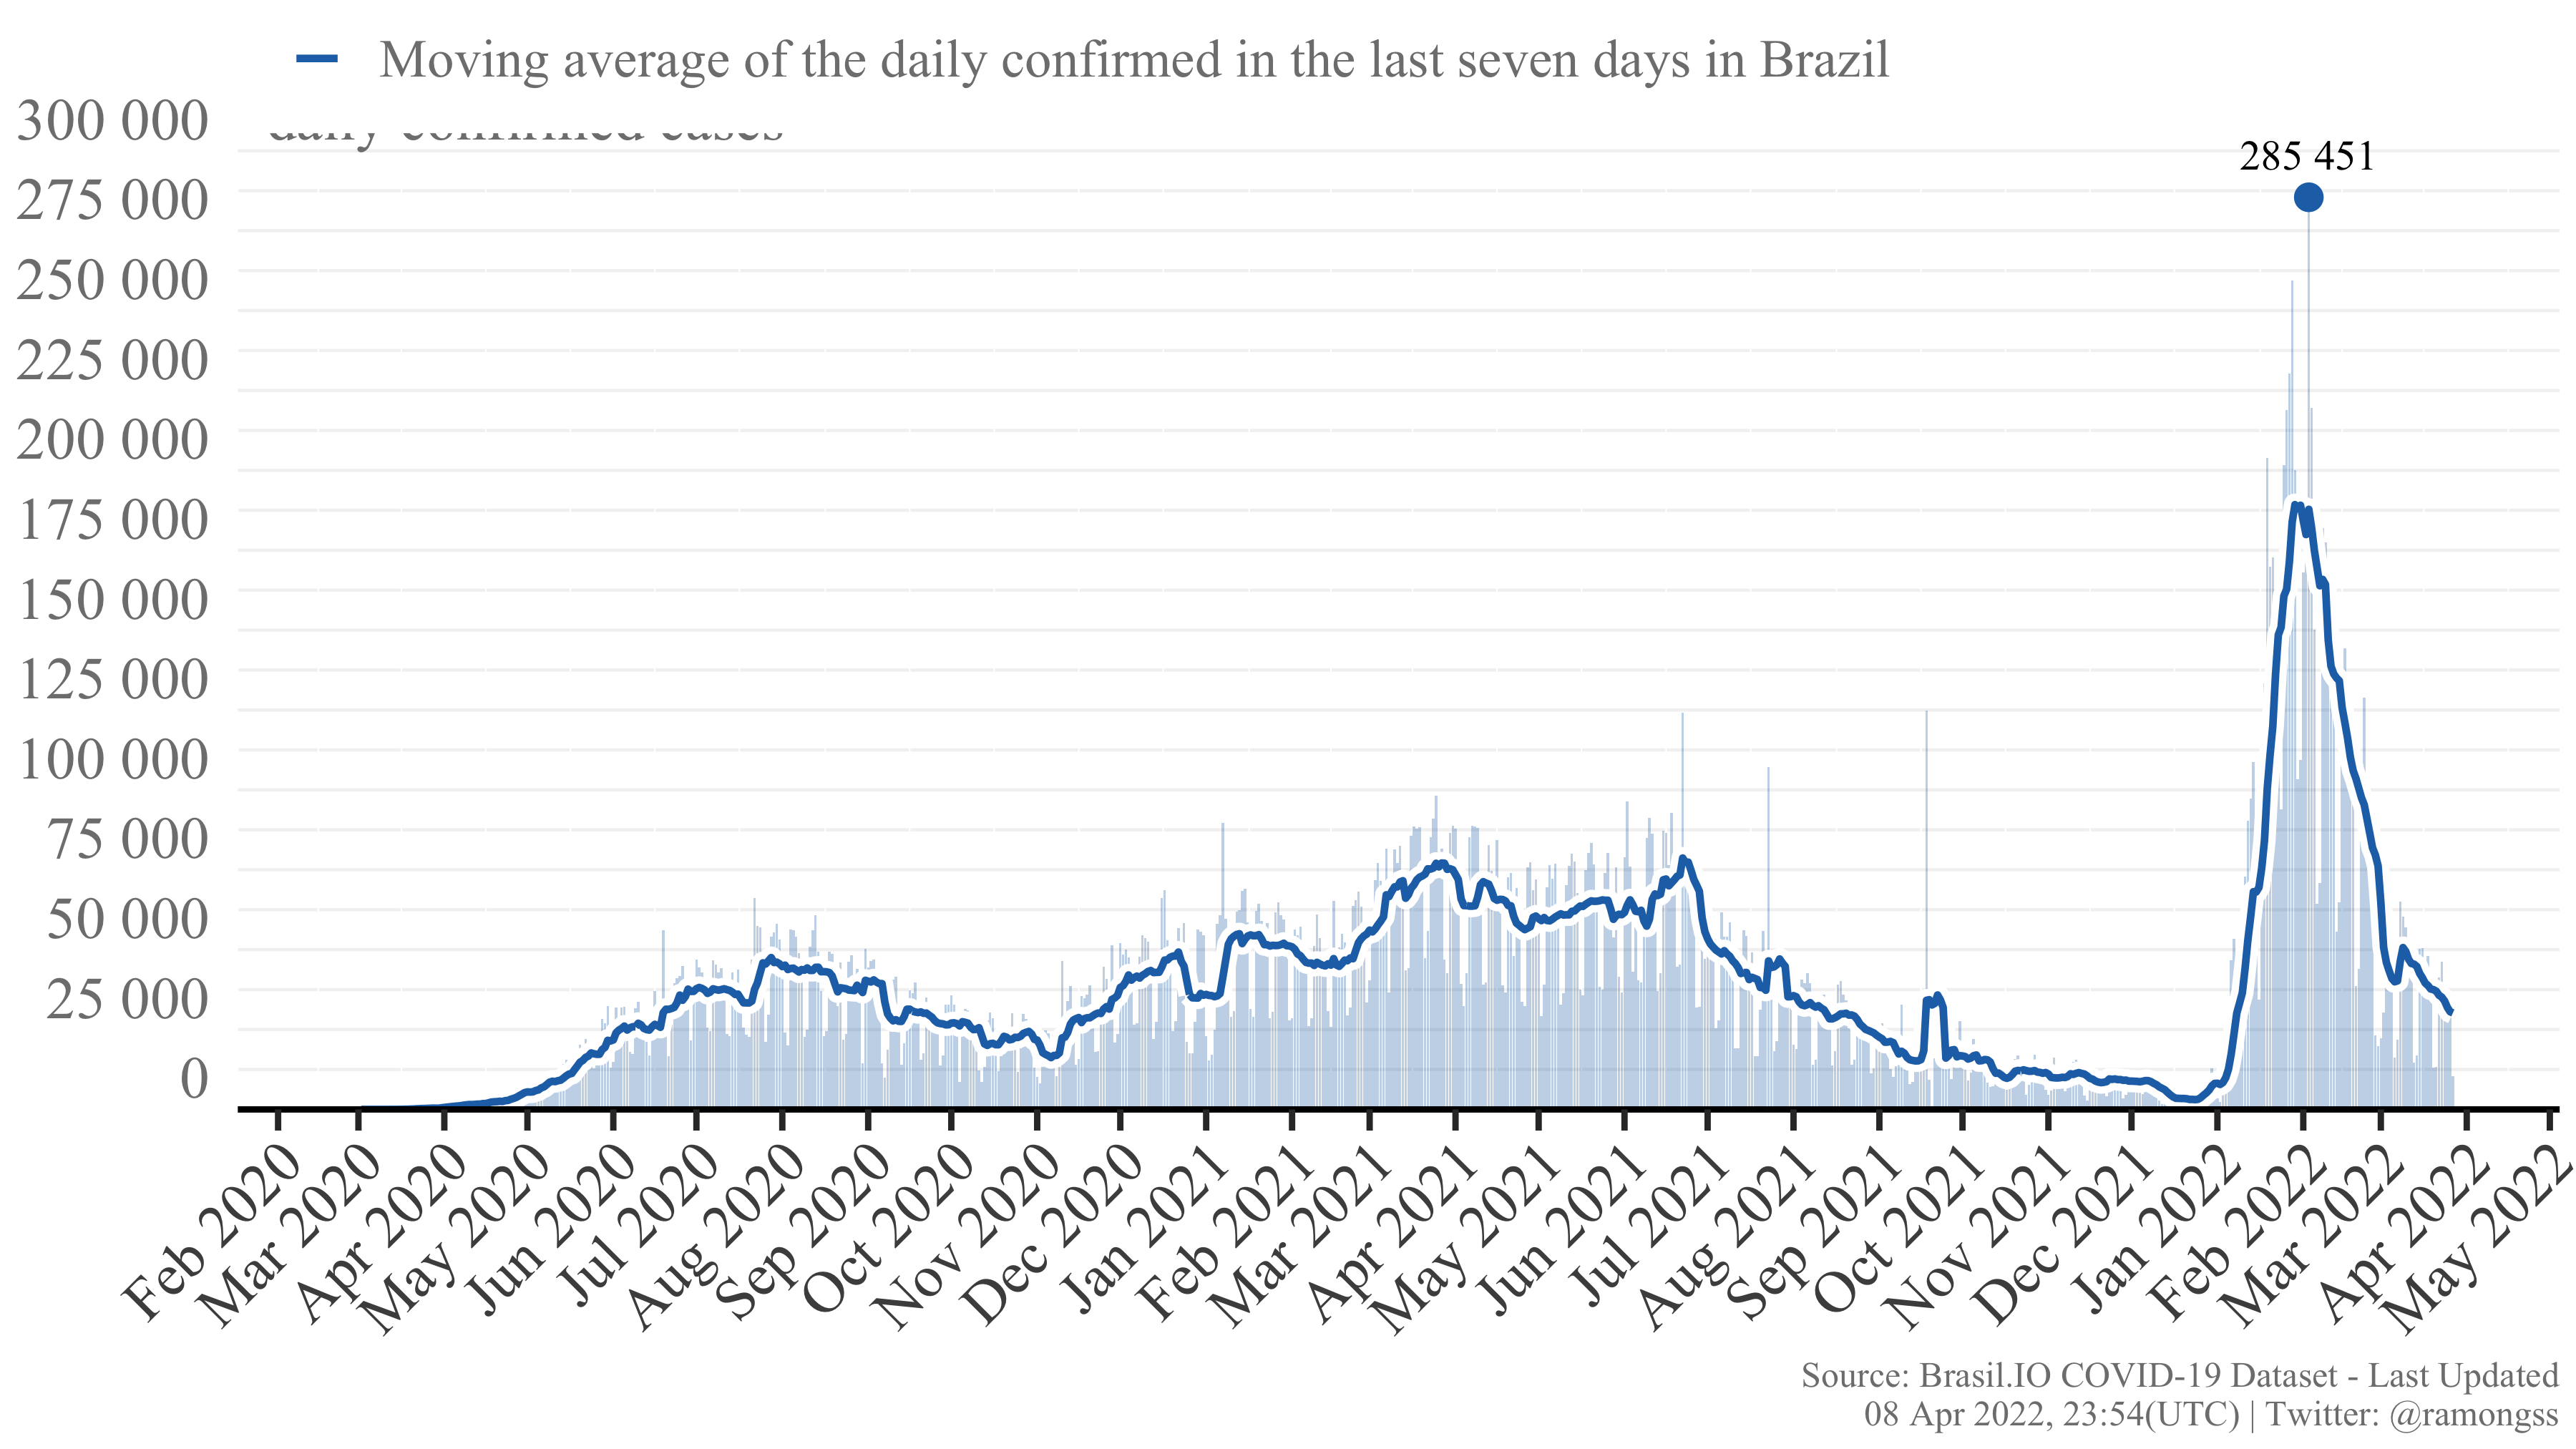 Moving average of the daily confirmed in the last seven days in Brazil
300 000
daily confirmed cases
285 451
275 000
250 000
225 000
200 000
175 000
150 000
125 000
100 000
75 000
50 000
25 000
0
Feb 2020
Mar 2020
Apr 2020
May 2020
Jun 2020
Jul 2020
Aug 2020
Sep 2020
Oct 2020
Nov 2020
Dec 2020
Jan 2021
Feb 2021
Mar 2021
Apr 2021
May 2021
Jun 2021
Jul 2021
Aug 2021
Sep 2021
Oct 2021
Nov 2021
Dec 2021
Jan 2022
Feb 2022
Mar 2022
Apr 2022
May 2022
Source: Brasil.IO COVID-19 Dataset - Last Updated
08 Apr 2022, 23:54(UTC) | Twitter: @ramongss